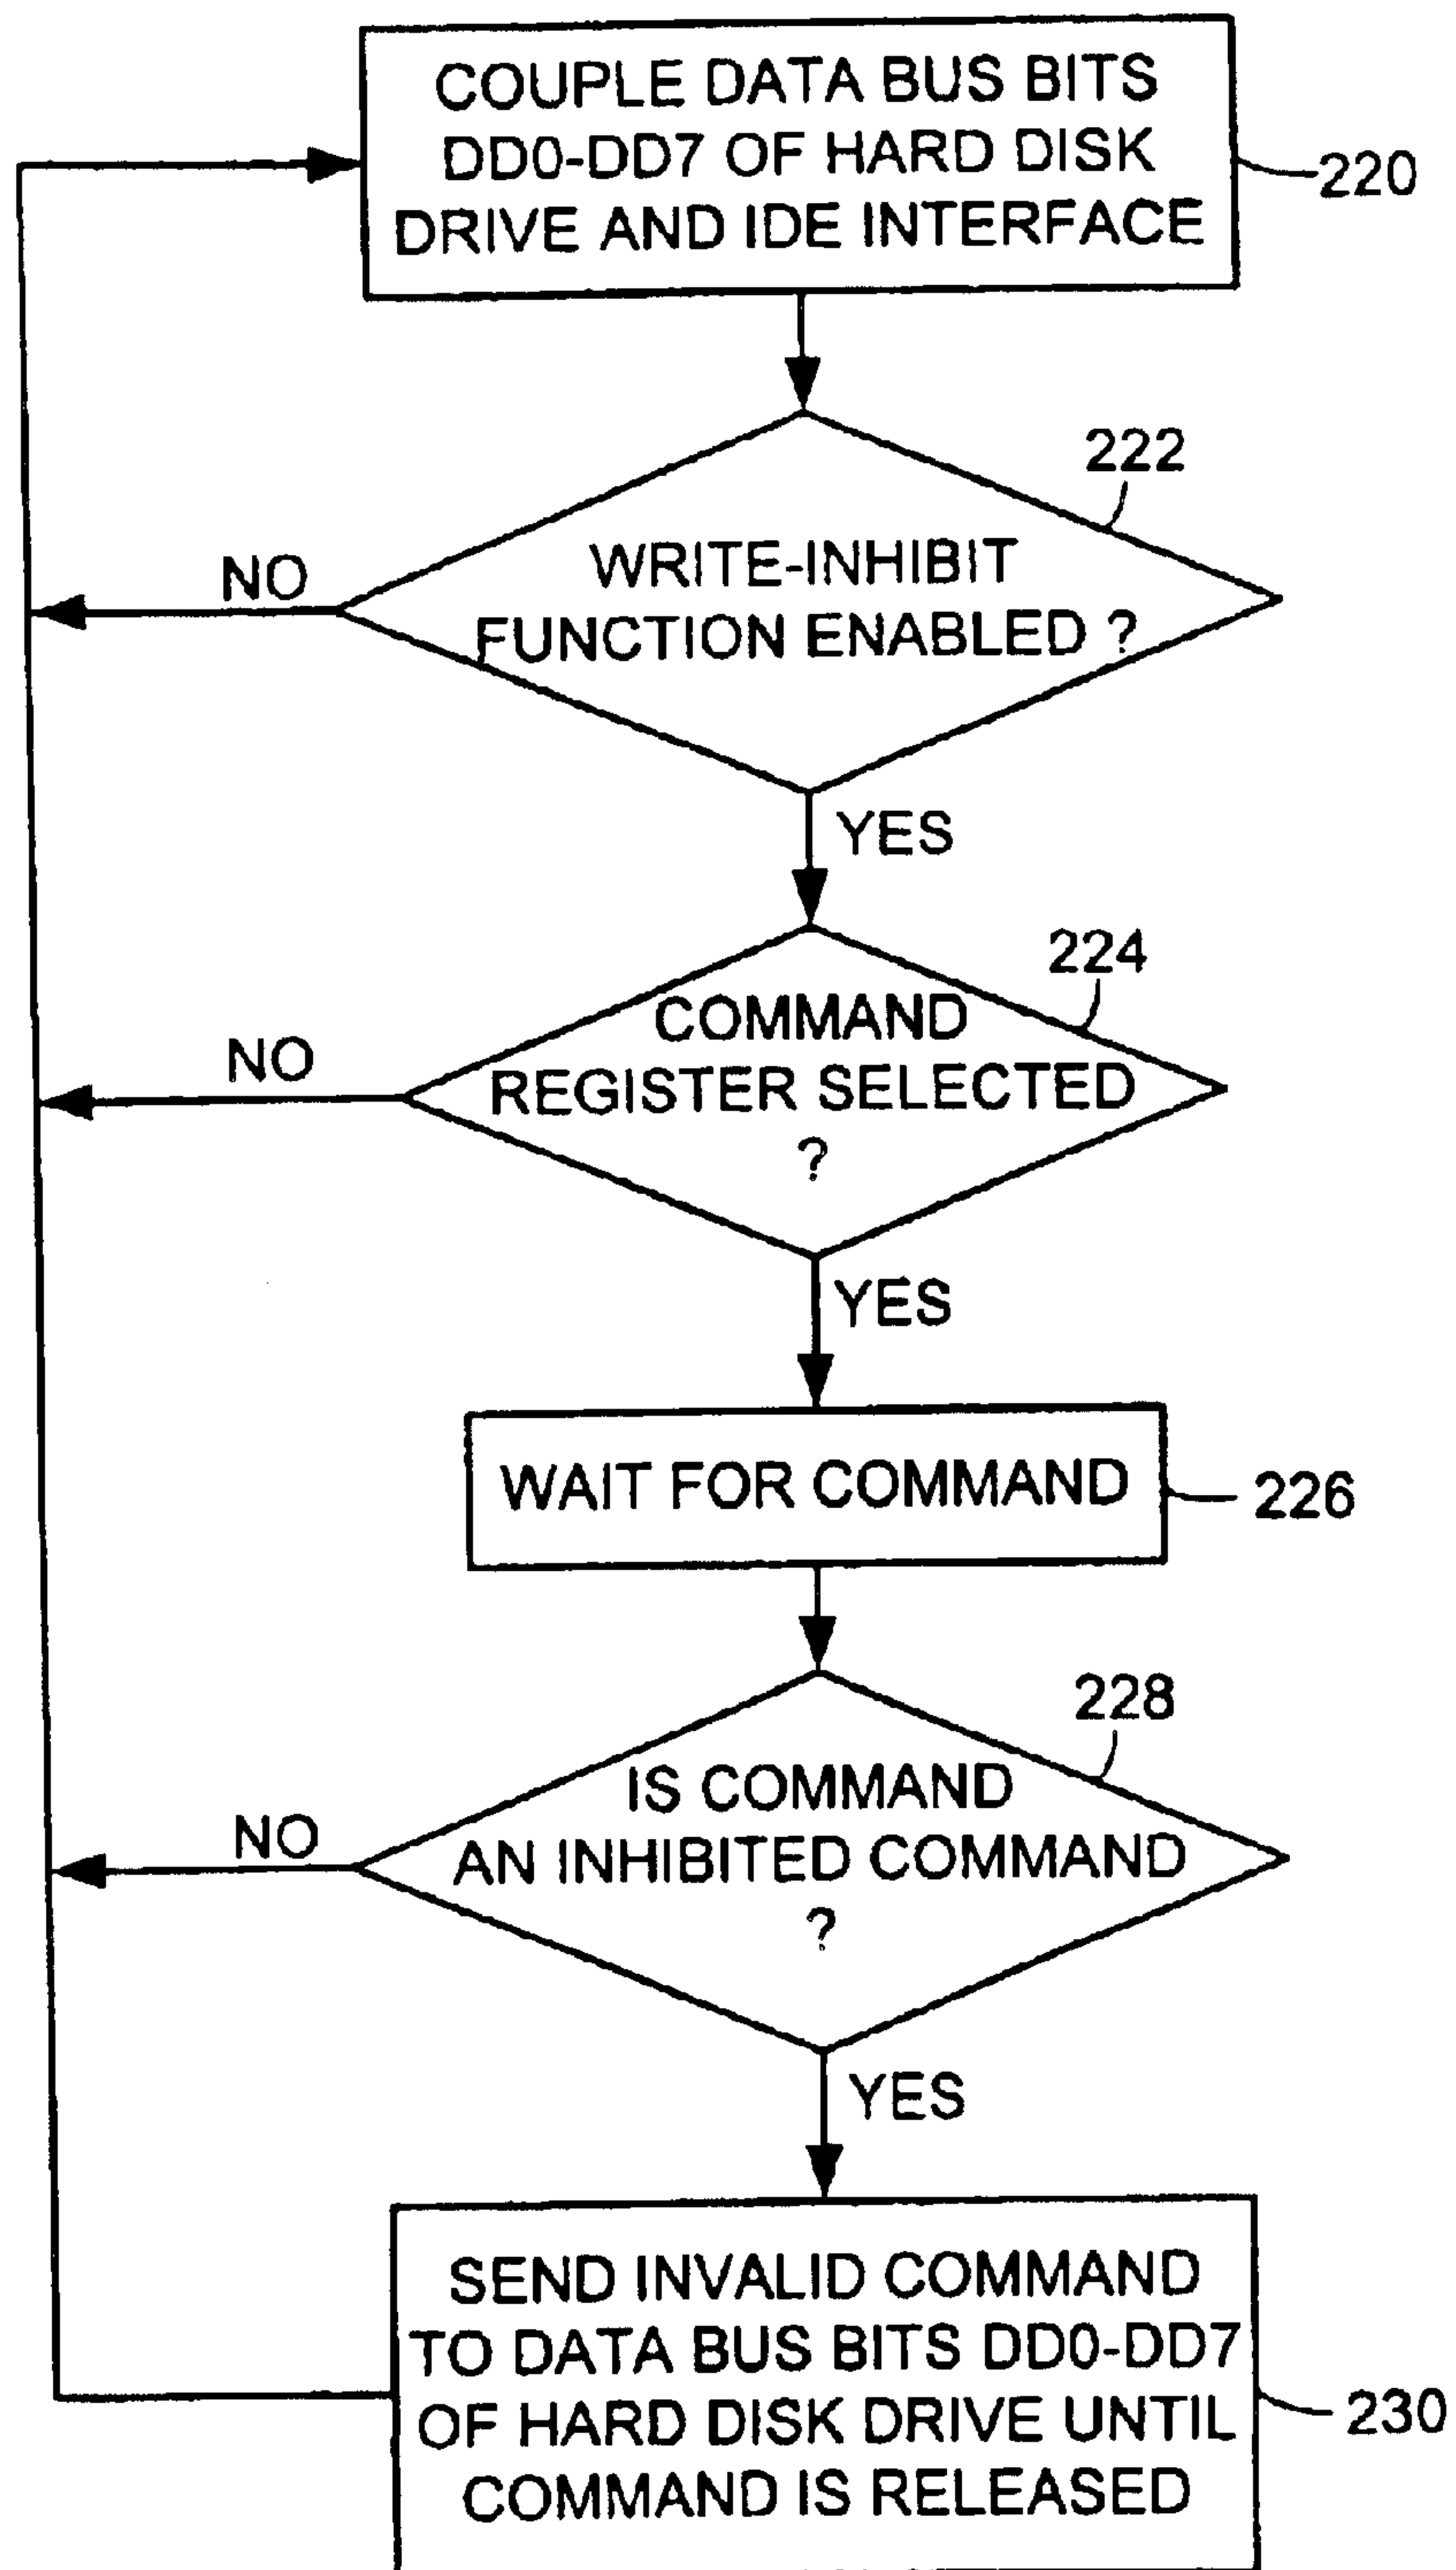 COUPLE DATA BUS BITS
DD0-DD7 OF HARD DISK
DRIVE AND IDE INTERFACE
220
222
WRITE-INHIBIT
FUNCTION ENABLED ?
NO
YES
224
COMMAND
REGISTER SELECTED
?
NO
YES
WAIT FOR COMMAND
226
228
IS COMMAND
AN INHIBITED COMMAND
?
NO
YES
SEND INVALID COMMAND
TO DATA BUS BITS DD0-DD7
OF HARD DISK DRIVE UNTIL
COMMAND IS RELEASED
230